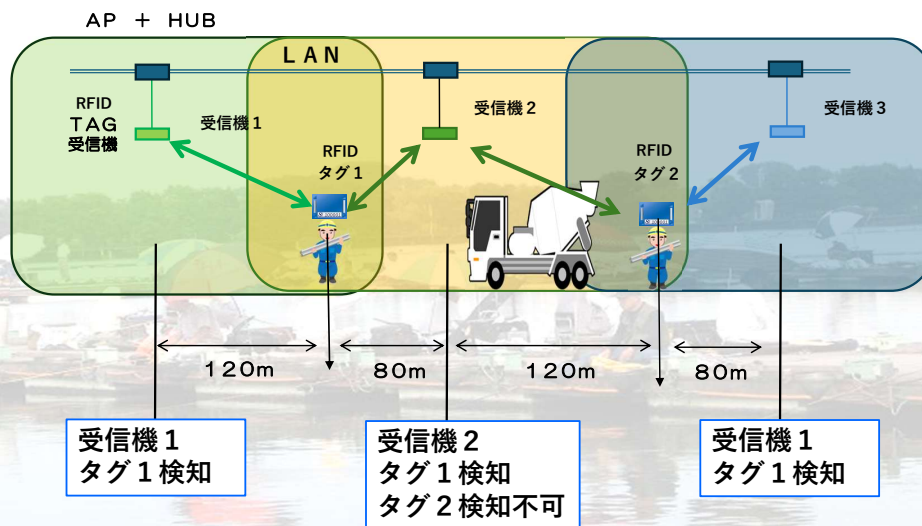 AP + HUB
LAN
RFID
TAG
受信機
受信機1
受信機2
受信機3
RFID
タグ1
RFID
タグ2
120m
80m
120m
80m
受信機1
タグ1検知
受信機2
タグ1検知
タグ2検知不可
受信機1
タグ1検知